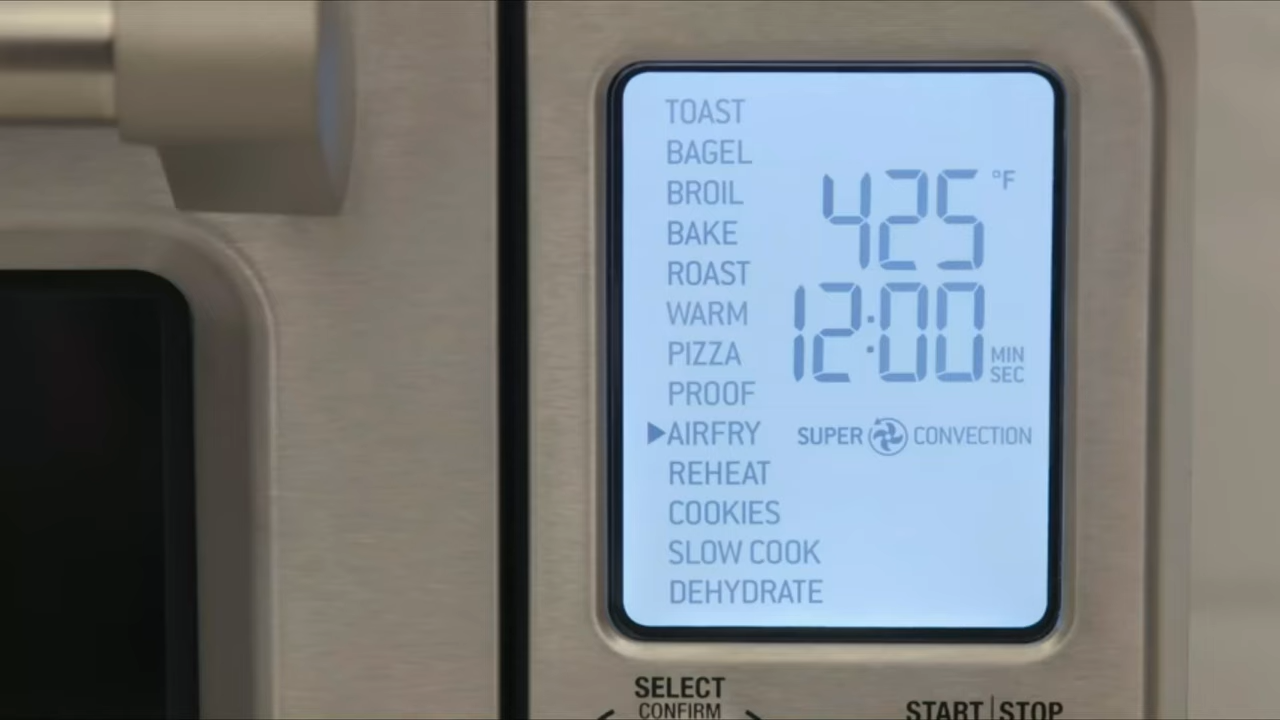 TOAST
BAGEL
BROIL
BAKE
ROAST
WARM
PIZZA
PROOF
AIRFRY
REHEAT
COOKIES
SLOW COOK
DEHYDRATE
425 °F
12:00 MIN
SEC
SUPER CONVECTION
SELECT
CONFIRM
START|STOP